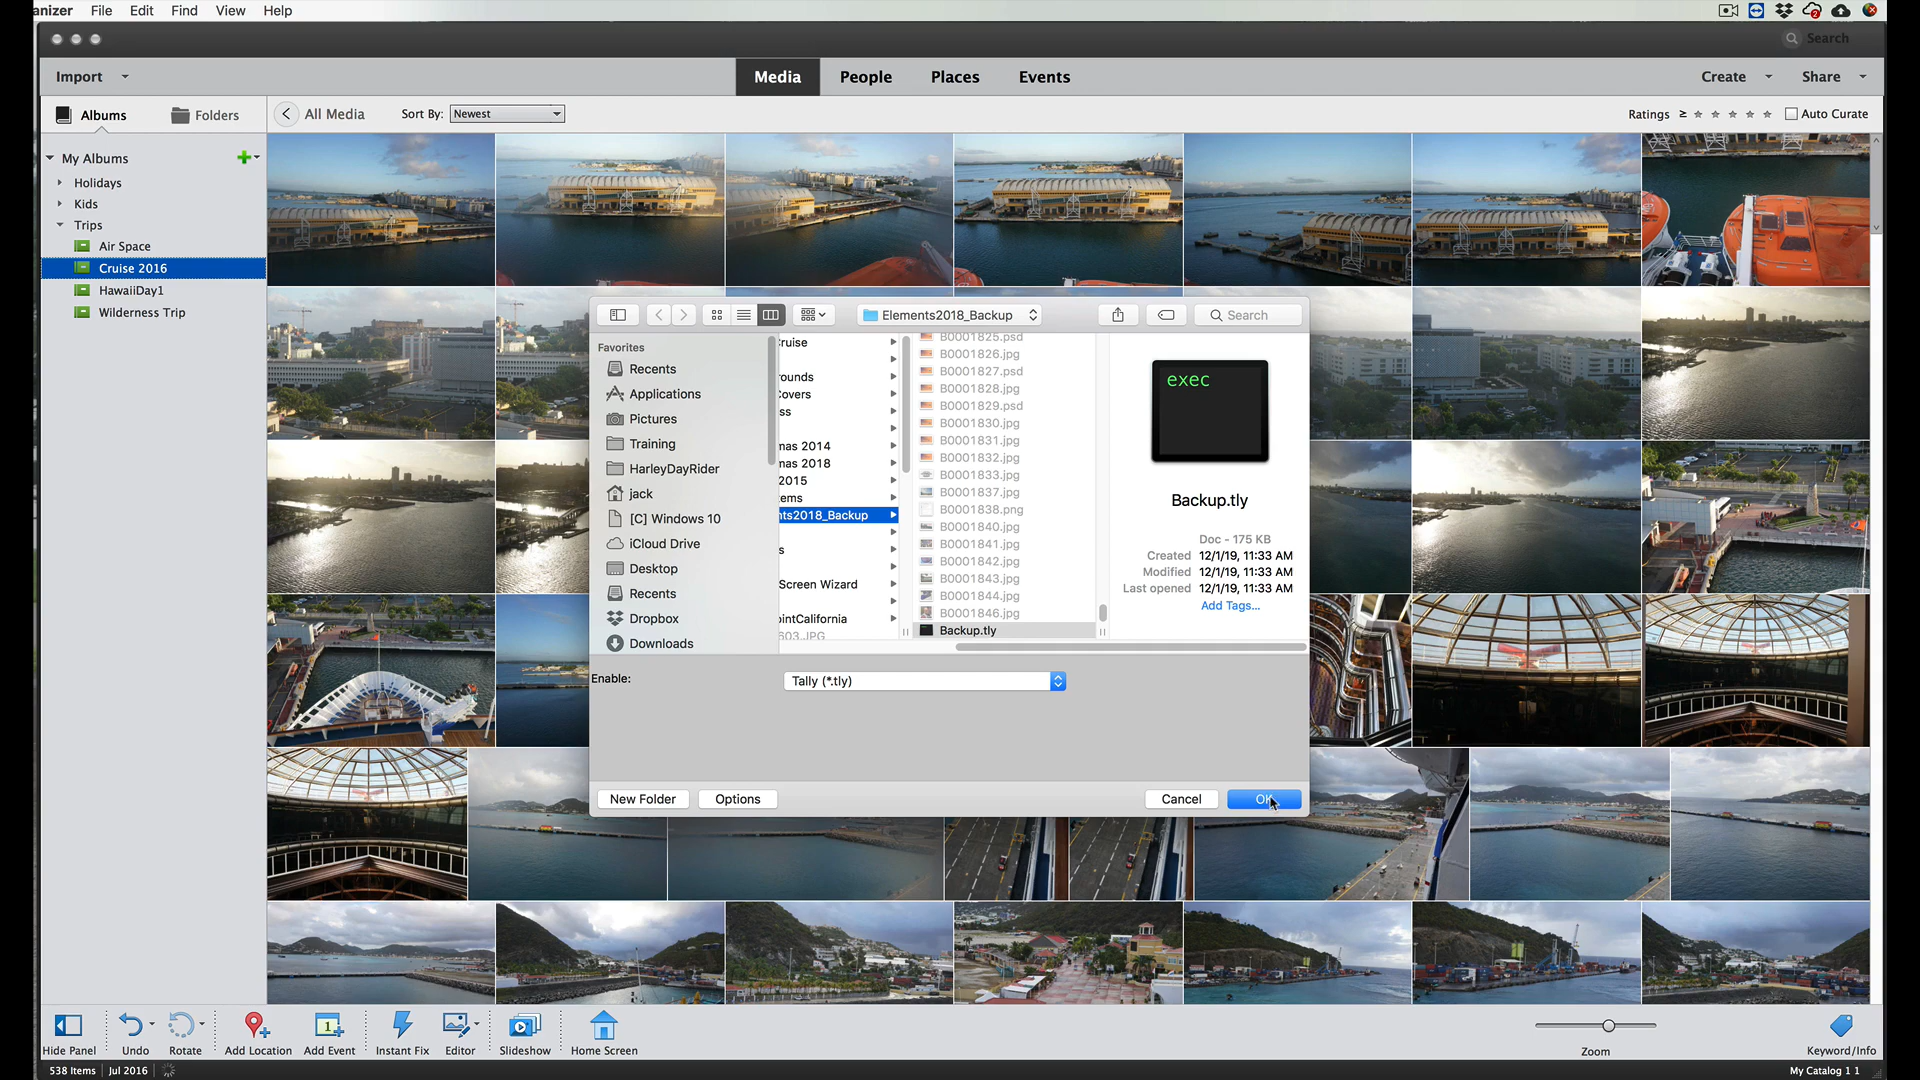 anizer File Edit Find View Help
2
Search
Import Media People Places Events Create Share
Albums Folders All Media Sort By: Newest Ratings ≥ Auto Curate
My Albums
Holidays
Kids
Trips
Air Space
Cruise 2016
HawaiiDay1
Wilderness Trip
Elements2018_Backup Search
Favorites
Recents
Applications
Pictures
Training
HarleyDayRider
jack
[C] Windows 10
iCloud Drive
Desktop
Recents
Dropbox
Downloads
ruise
rounds
overs
ss
mas 2014
mas 2018
2015
ems
nts2018_Backup
s
Screen Wizard
intCalifornia
603..JPG
B0001825.psd
B0001826.jpg
B0001827.psd
B0001828.jpg
B0001829.psd
B0001830.jpg
B0001831.jpg
B0001832.jpg
B0001833.jpg
B0001837.jpg
B0001838.png
B0001840.jpg
B0001841.jpg
B0001842.jpg
B0001843.jpg
B0001844.jpg
B0001846.jpg
Backup.tly
exec
Backup.tly
Doc - 175 KB
Created 12/1/19, 11:33 AM
Modified 12/1/19, 11:33 AM
Last opened 12/1/19, 11:33 AM
Add Tags...
Enable: Tally (*.tly)
New Folder Options Cancel OK
Hide Panel Undo Rotate Add Location 1 Add Event Instant Fix Editor Slideshow Home Screen Zoom Keyword/Info
538 Items Jul 2016 My Catalog 1 1